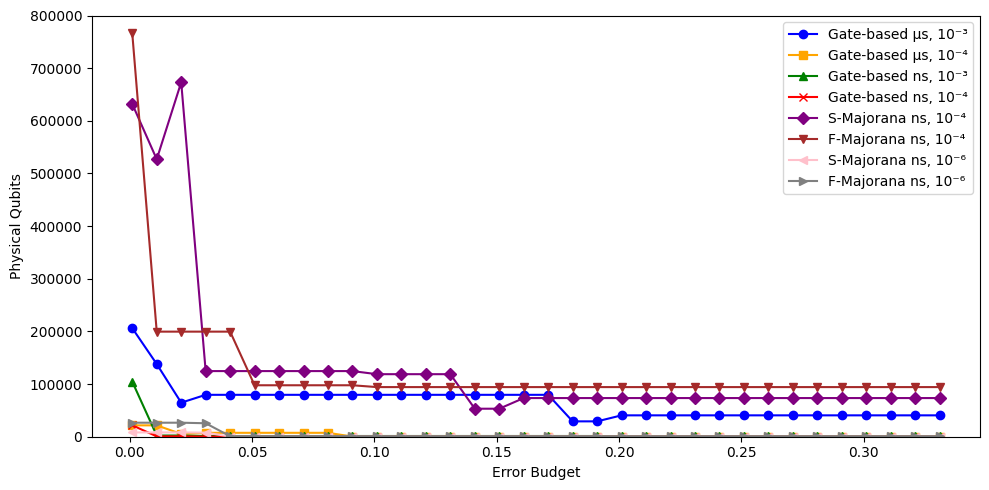 800000
700000
600000
500000
400000
300000
200000
100000
0
Physical Qubits
0.00 0.05 0.10 0.15 0.20 0.25 0.30
Error Budget
Gate-based μs, 10⁻³
Gate-based μs, 10⁻⁴
Gate-based ns, 10⁻³
Gate-based ns, 10⁻⁴
S-Majorana ns, 10⁻⁴
F-Majorana ns, 10⁻⁴
S-Majorana ns, 10⁻⁶
F-Majorana ns, 10⁻⁶